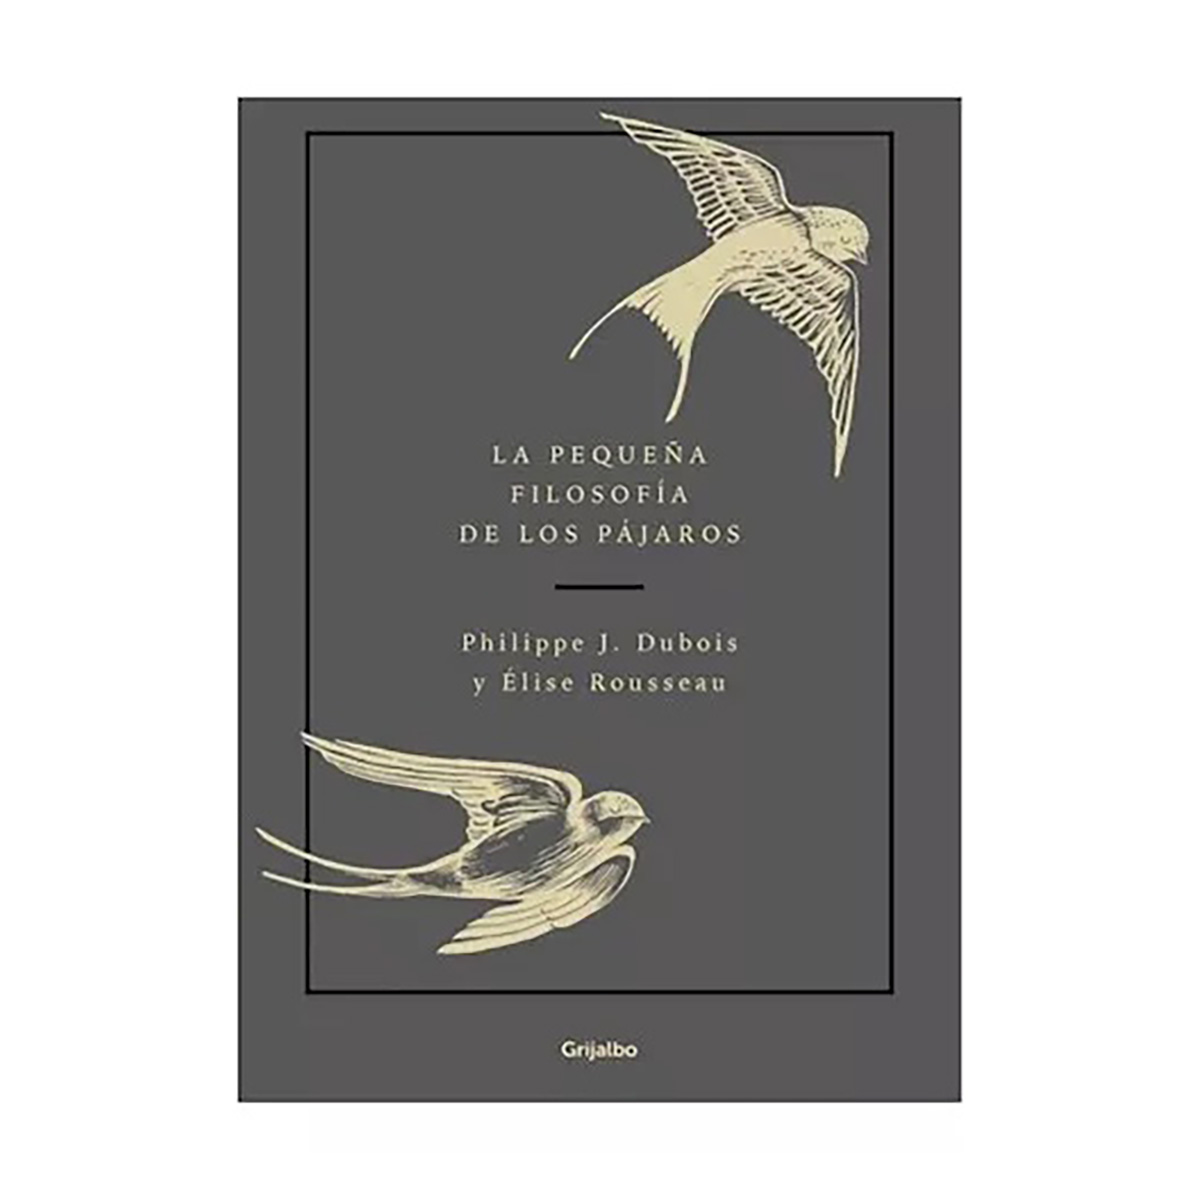 LA PEQUEÑA
FILOSOFÍA
DE LOS PÁJAROS
Philippe J. Dubois
y Élise Rousseau
Grijalbo